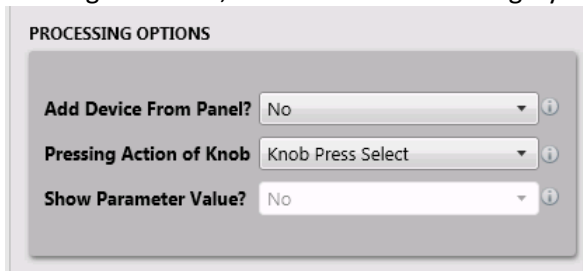 PROCESSING OPTIONS
Add Device From Panel? No
Pressing Action of Knob Knob Press Select
Show Parameter Value? No